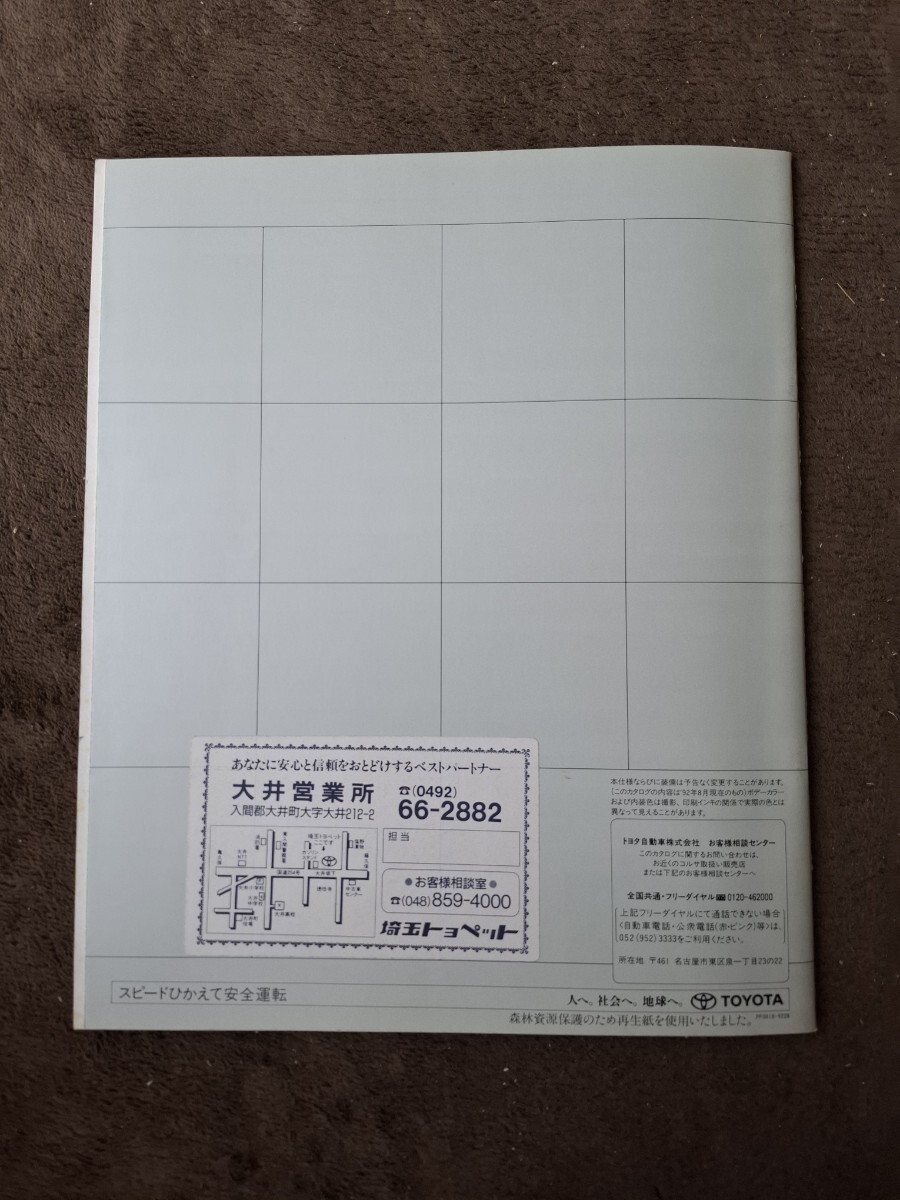 あなたに安心と信頼をおとどけするベストパートナー
大井営業所
入間郡大井町大字大井212-2
☎(0492)
66-2882
担当
●お客様相談室●
☎(048)859-4000
埼玉トヨペット
埼玉トヨペット
ここです
本仕様ならびに装備は予告なく変更することがあります。
(このカタログの内容は'92年8月現在のもの)ボデーカラー
および内装色は撮影、印刷インキの関係で実際の色とは
異なって見えることがあります。
トヨタ自動車株式会社 お客様相談センター
このカタログに関するお問い合わせは、
お近くのコルサ取扱い販売店
または下記のお客様相談センターへ
全国共通・フリーダイヤル 0120-462000
上記フリーダイヤルにて通話できない場合
(自動車電話・公衆電話(赤・ピンク)等)は、
052(952)3333をご利用ください。
所在地 〒461 名古屋市東区泉一丁目23の22
スピードひかえて安全運転
人へ。社会へ。地球へ。 TOYOTA
森林資源保護のため再生紙を使用いたしました。